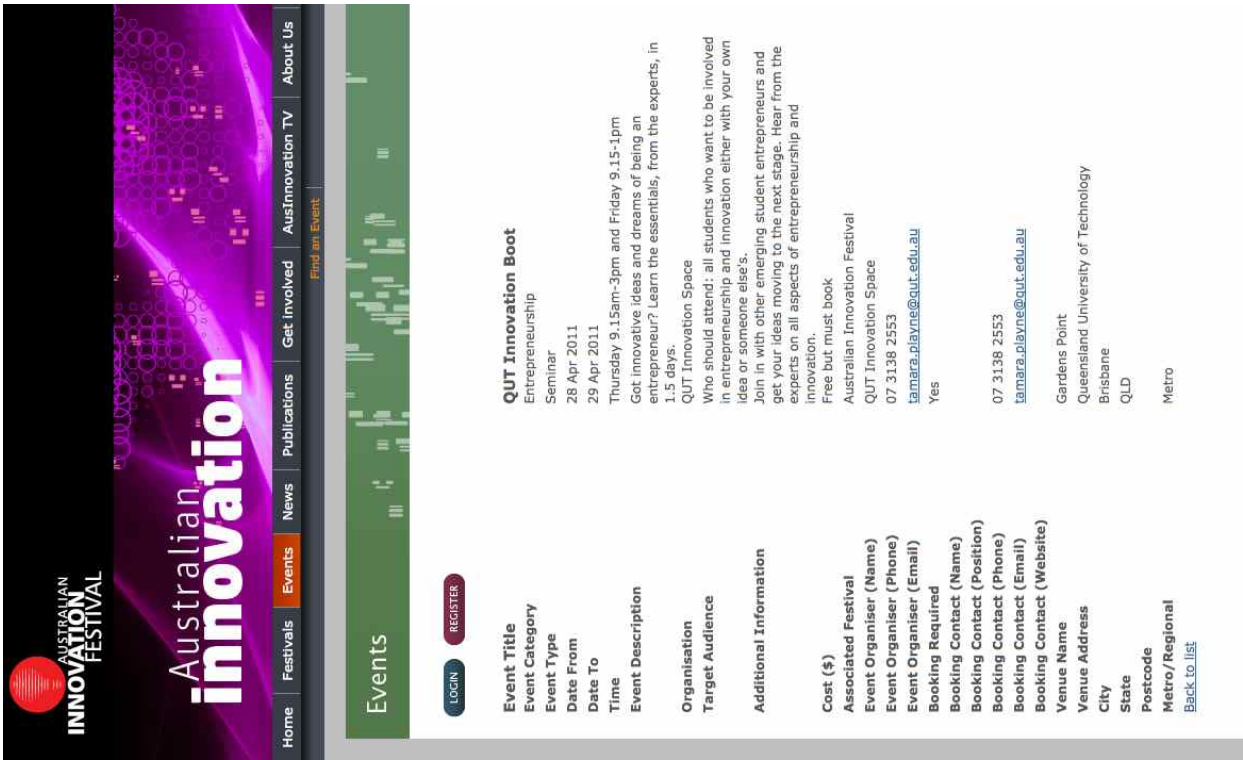 AUSTRALIAN
INNOVATION
FESTIVAL
Australian
innovation
Home Festivals Events News Publications Get involved AusInnovation TV About Us
Find an Event
Events
LOGIN REGISTER
Event Title QUT Innovation Boot
Event Category Entrepreneurship
Event Type Seminar
Date From 28 Apr 2011
Date To 29 Apr 2011
Time Thursday 9.15am-3pm and Friday 9.15-1pm
Event Description Got innovative ideas and dreams of being an
entrepreneur? Learn the essentials, from the experts, in
1.5 days.
Organisation QUT Innovation Space
Target Audience Who should attend: all students who want to be involved
in entrepreneurship and innovation either with your own
idea or someone else's.
Additional Information Join in with other emerging student entrepreneurs and
get your ideas moving to the next stage. Hear from the
experts on all aspects of entrepreneurship and
innovation.
Cost ($) Free but must book
Associated Festival Australian Innovation Festival
Event Organiser (Name) QUT Innovation Space
Event Organiser (Phone) 07 3138 2553
Event Organiser (Email) tamara.playne@qut.edu.au
Booking Required Yes
Booking Contact (Name)
Booking Contact (Position)
Booking Contact (Phone) 07 3138 2553
Booking Contact (Email) tamara.playne@qut.edu.au
Booking Contact (Website)
Venue Name Gardens Point
Venue Address Queensland University of Technology
City Brisbane
State QLD
Postcode
Metro/Regional Metro
Back to list